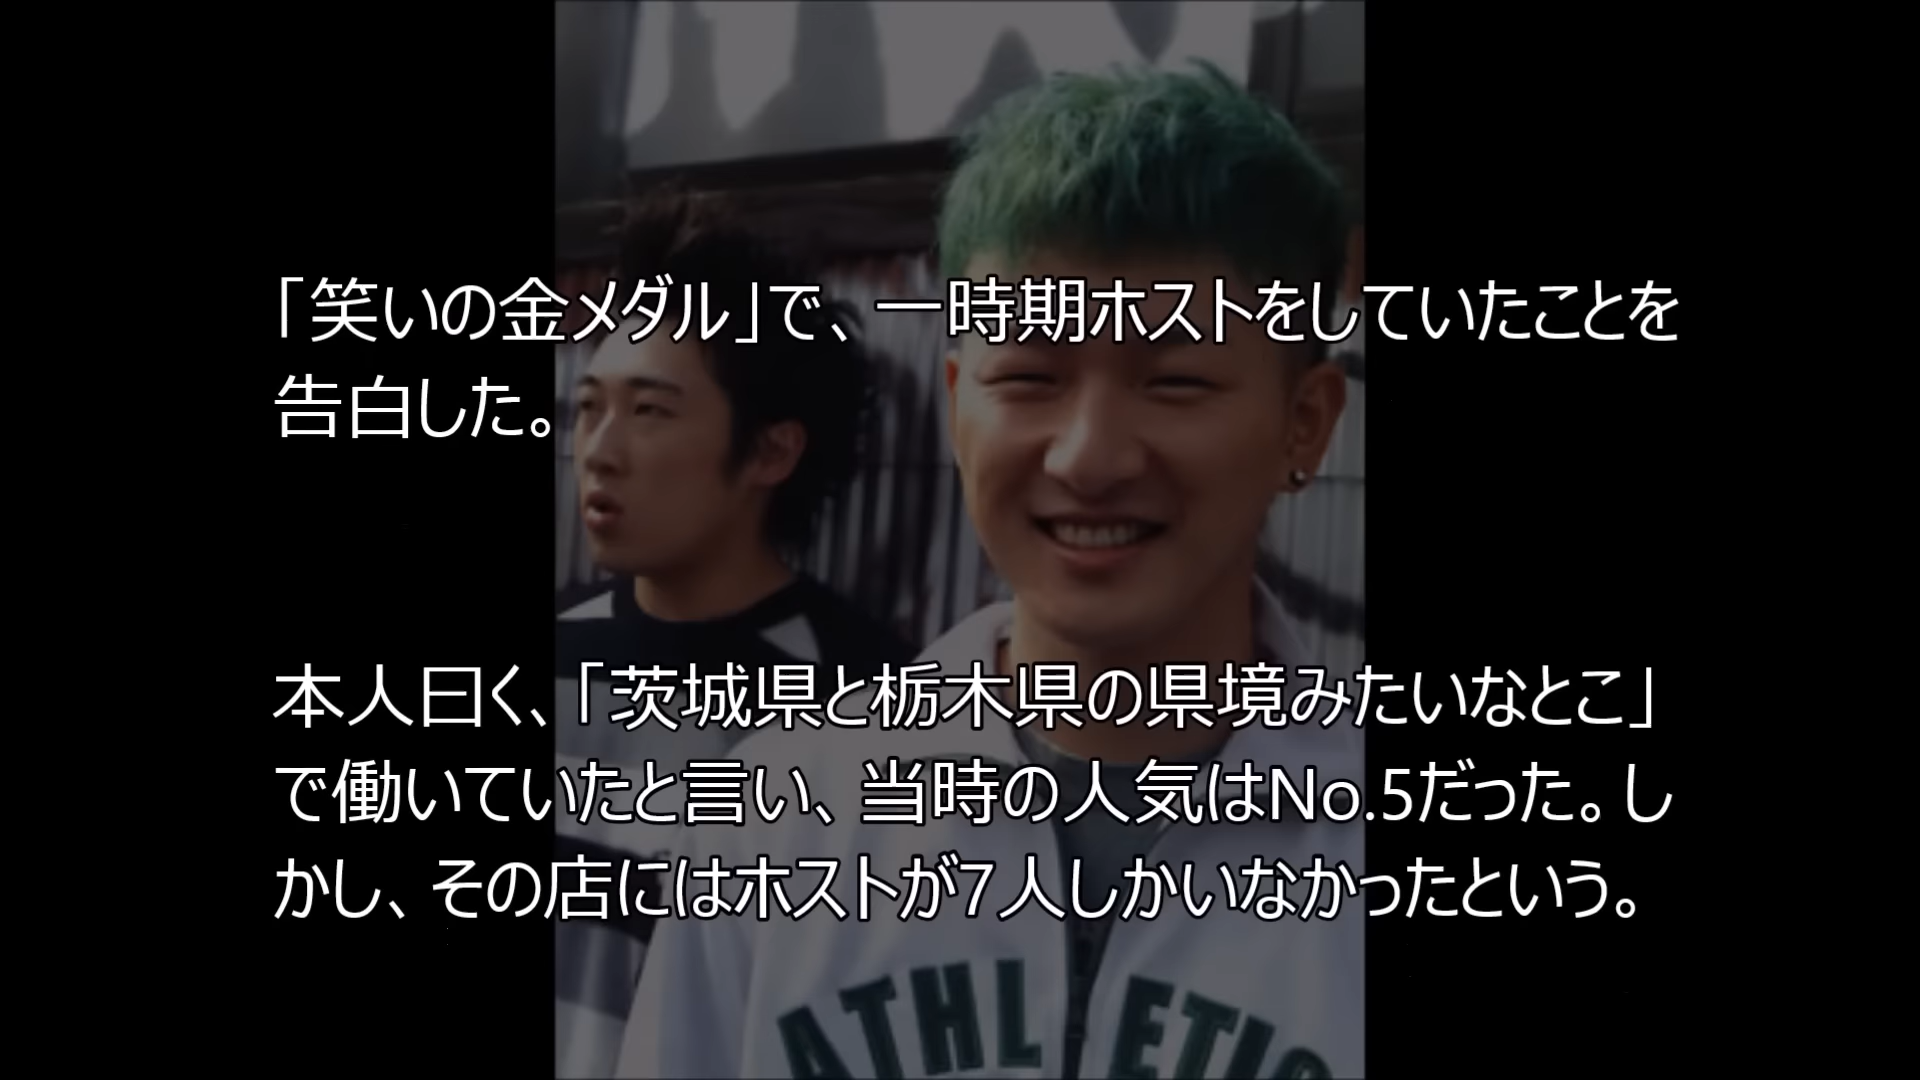 「笑いの金メダル」で、一時期ホストをしていたことを
告白した。
本人曰く、「茨城県と栃木県の県境みたいなとこ」
で働いていたと言い、当時の人気はNo.5だった。し
かし、その店にはホストが7人しかいなかったという。
ATHLETIC